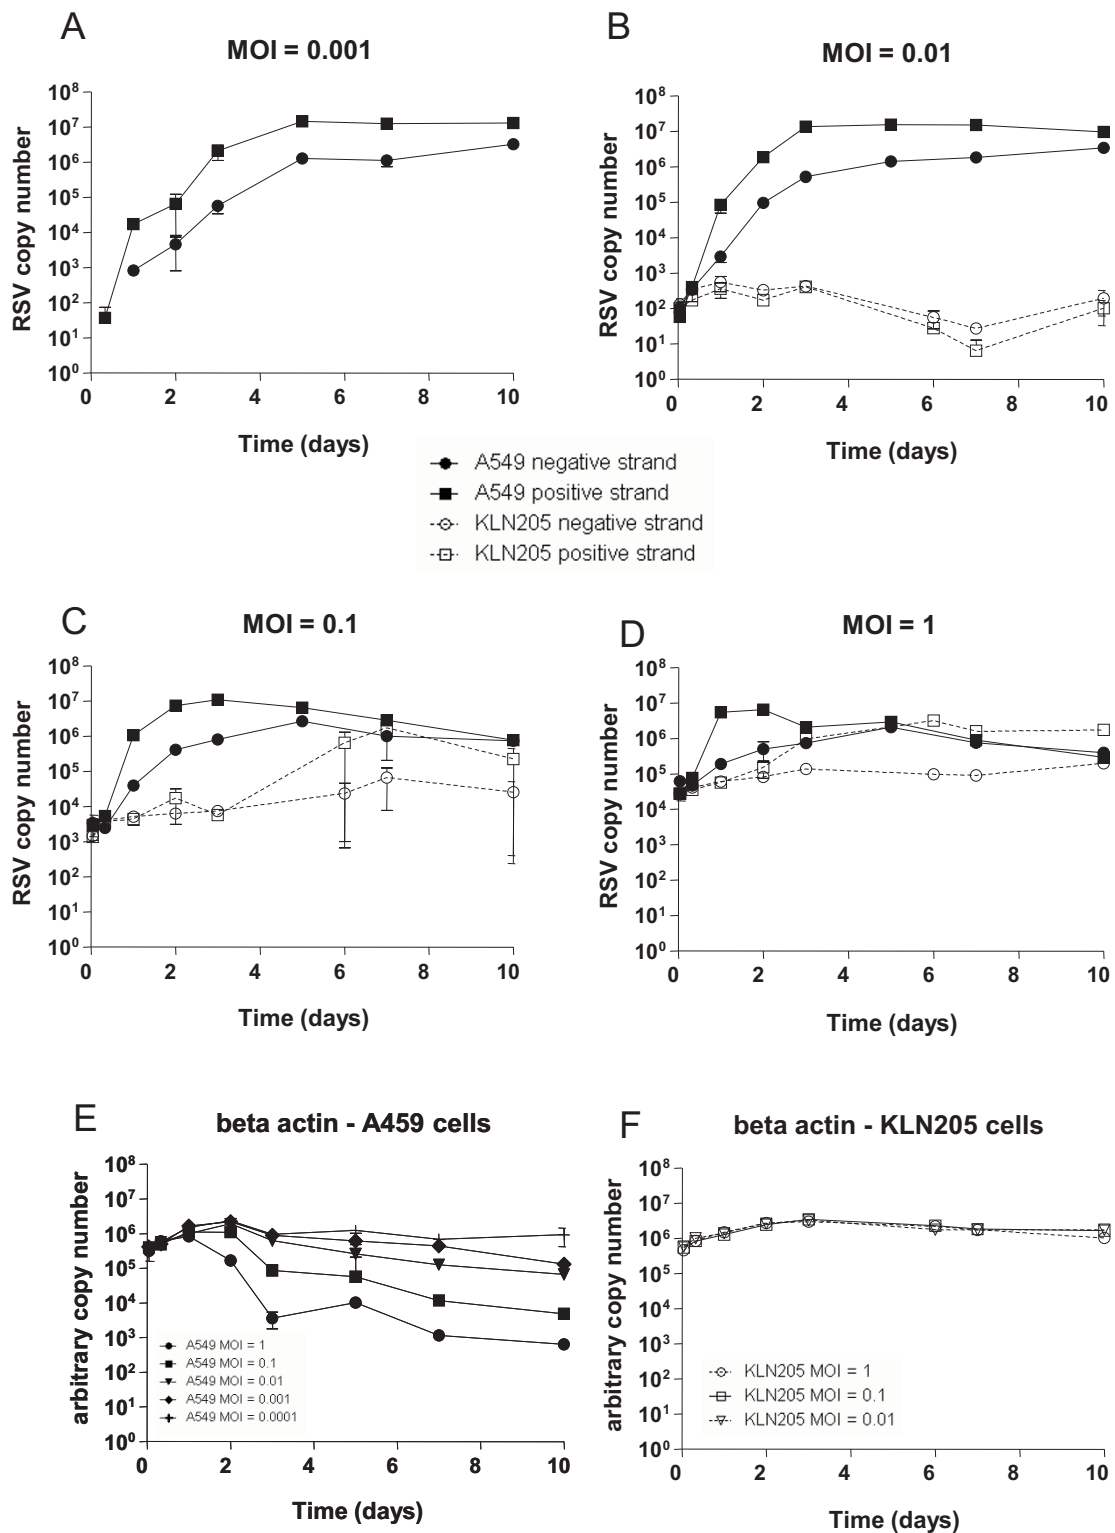 A
MOI = 0.001
RSV copy number
10⁸
10⁷
10⁶
10⁵
10⁴
10³
10²
10¹
10⁰
0 2 4 6 8 10
Time (days)
B
MOI = 0.01
RSV copy number
10⁸
10⁷
10⁶
10⁵
10⁴
10³
10²
10¹
10⁰
0 2 4 6 8 10
Time (days)
A549 negative strand
A549 positive strand
KLN205 negative strand
KLN205 positive strand
C
MOI = 0.1
RSV copy number
10⁸
10⁷
10⁶
10⁵
10⁴
10³
10²
10¹
10⁰
0 2 4 6 8 10
Time (days)
D
MOI = 1
RSV copy number
10⁸
10⁷
10⁶
10⁵
10⁴
10³
10²
10¹
10⁰
0 2 4 6 8 10
Time (days)
E
beta actin - A459 cells
arbitrary copy number
10⁸
10⁷
10⁶
10⁵
10⁴
10³
10²
10¹
10⁰
A549 MOI = 1
A549 MOI = 0.1
A549 MOI = 0.01
A549 MOI = 0.001
A549 MOI = 0.0001
0 2 4 6 8 10
Time (days)
F
beta actin - KLN205 cells
arbitrary copy number
10⁸
10⁷
10⁶
10⁵
10⁴
10³
10²
10¹
10⁰
KLN205 MOI = 1
KLN205 MOI = 0.1
KLN205 MOI = 0.01
0 2 4 6 8 10
Time (days)